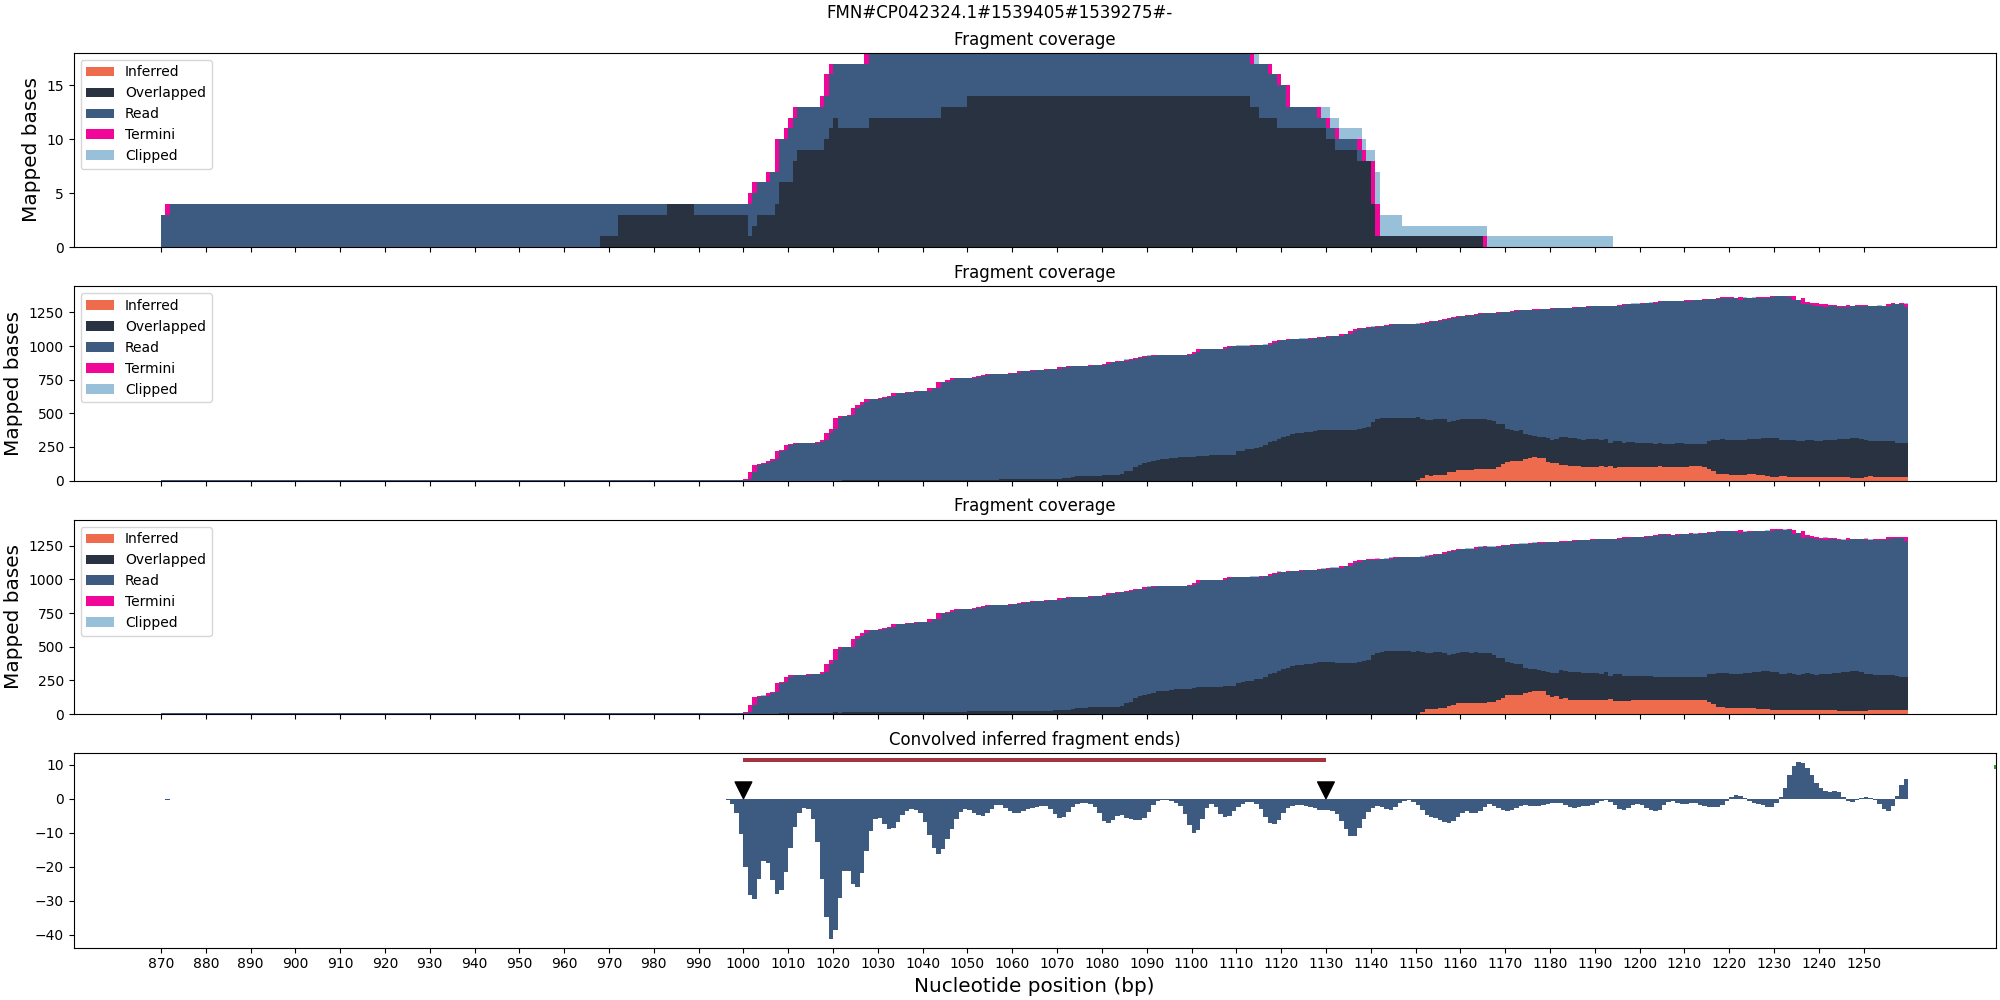 FMN#CP042324.1#1539405#1539275#-
Fragment coverage
Mapped bases
15
10
5
0
Inferred
Overlapped
Read
Termini
Clipped
Fragment coverage
Mapped bases
1250
1000
750
500
250
0
Inferred
Overlapped
Read
Termini
Clipped
Fragment coverage
Mapped bases
1250
1000
750
500
250
0
Inferred
Overlapped
Read
Termini
Clipped
Convolved inferred fragment ends)
10
0
−10
−20
−30
−40
870 880 890 900 910 920 930 940 950 960 970 980 990 1000 1010 1020 1030 1040 1050 1060 1070 1080 1090 1100 1110 1120 1130 1140 1150 1160 1170 1180 1190 1200 1210 1220 1230 1240 1250
Nucleotide position (bp)